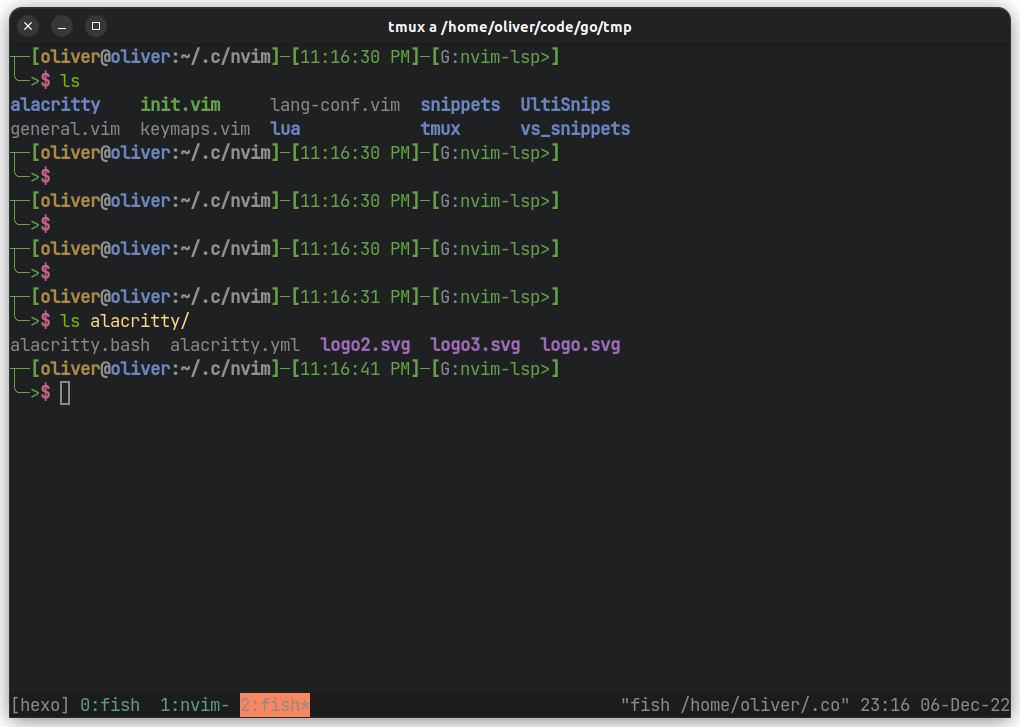 tmux a /home/oliver/code/go/tmp
┬─[oliver@oliver:~/.c/nvim]─[11:16:30 PM]─[G:nvim-lsp>]
╰─>$ ls
alacritty    init.vim     lang-conf.vim  snippets  UltiSnips
general.vim  keymaps.vim  lua            tmux      vs_snippets
┬─[oliver@oliver:~/.c/nvim]─[11:16:30 PM]─[G:nvim-lsp>]
╰─>$
┬─[oliver@oliver:~/.c/nvim]─[11:16:30 PM]─[G:nvim-lsp>]
╰─>$
┬─[oliver@oliver:~/.c/nvim]─[11:16:30 PM]─[G:nvim-lsp>]
╰─>$
┬─[oliver@oliver:~/.c/nvim]─[11:16:31 PM]─[G:nvim-lsp>]
╰─>$ ls alacritty/
alacritty.bash  alacritty.yml  logo2.svg  logo3.svg  logo.svg
┬─[oliver@oliver:~/.c/nvim]─[11:16:41 PM]─[G:nvim-lsp>]
╰─>$
[hexo] 0:fish  1:nvim- 2:fish* "fish /home/oliver/.co" 23:16 06-Dec-22